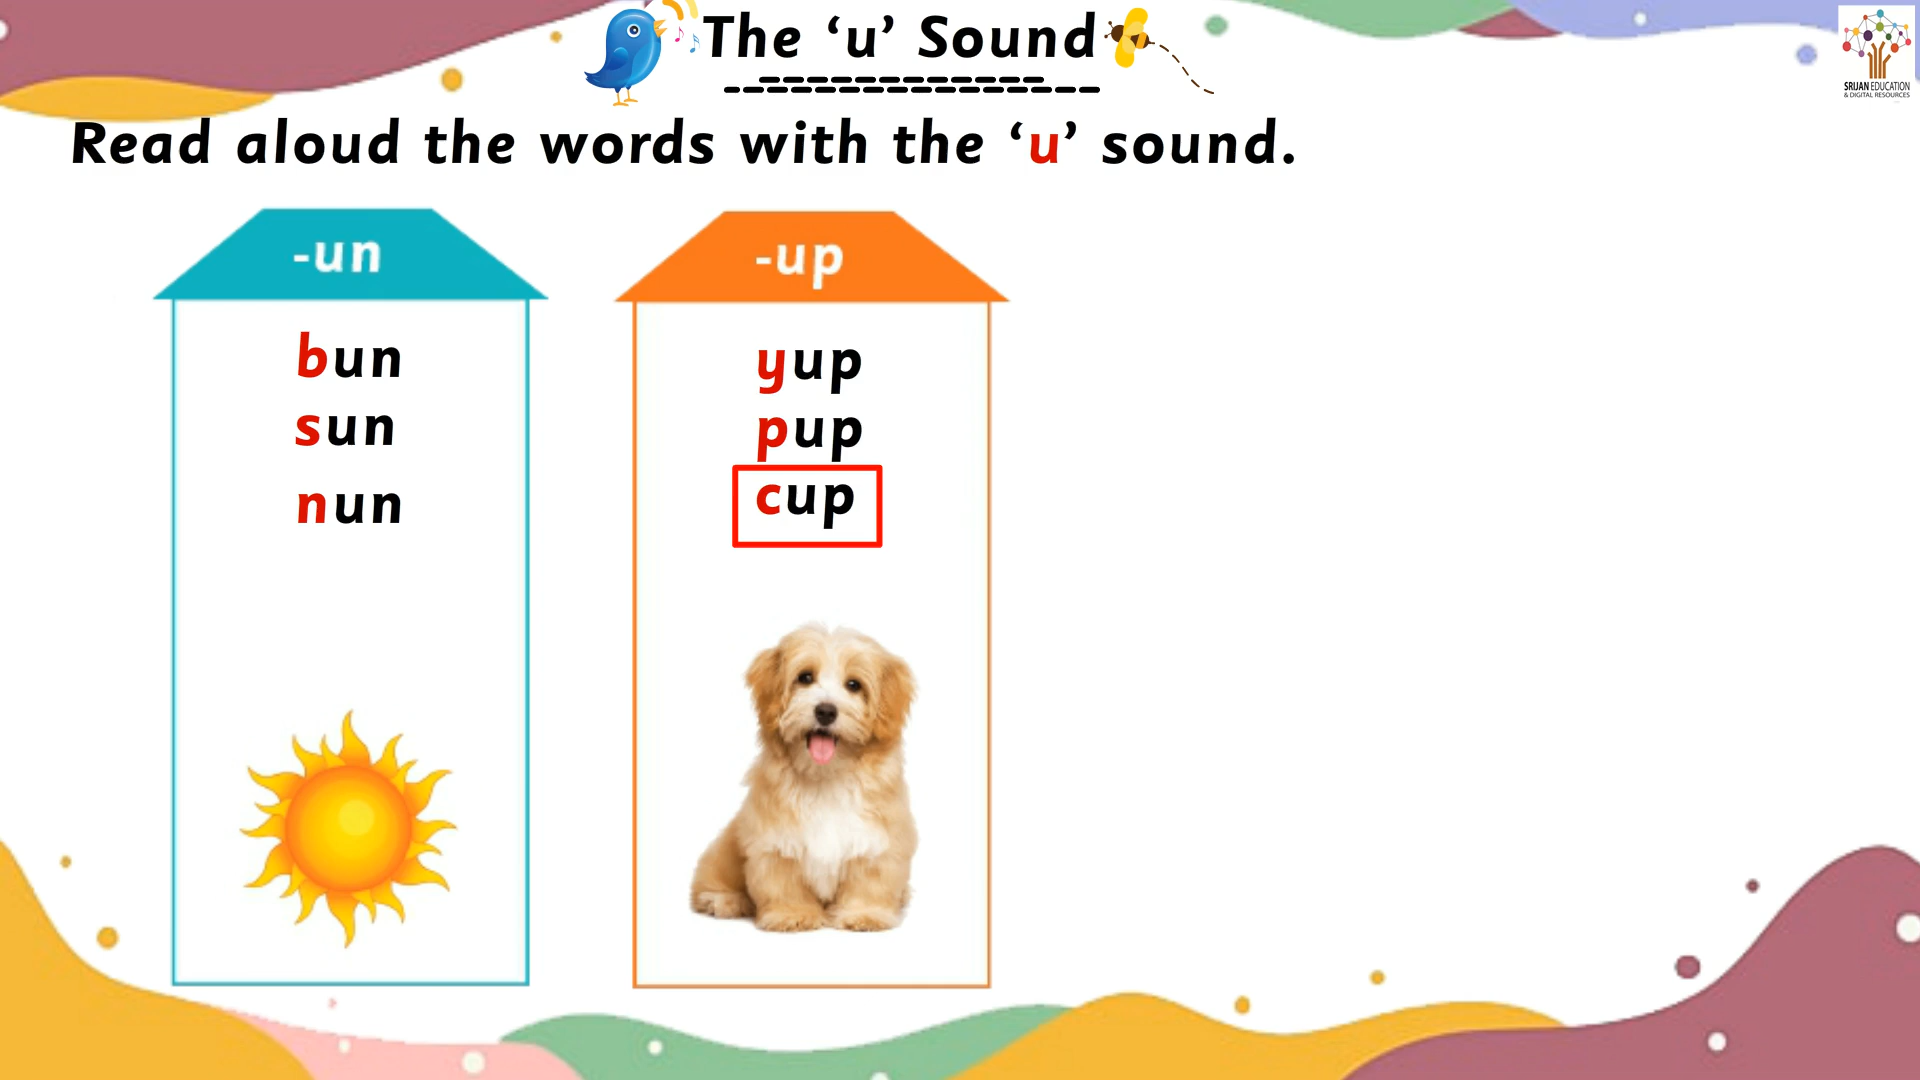 The ‘u’ Sound
SRIJAN EDUCATION
& DIGITAL RESOURCES
Read aloud the words with the ‘u’ sound.
-un
bun
sun
nun
-up
yup
pup
cup